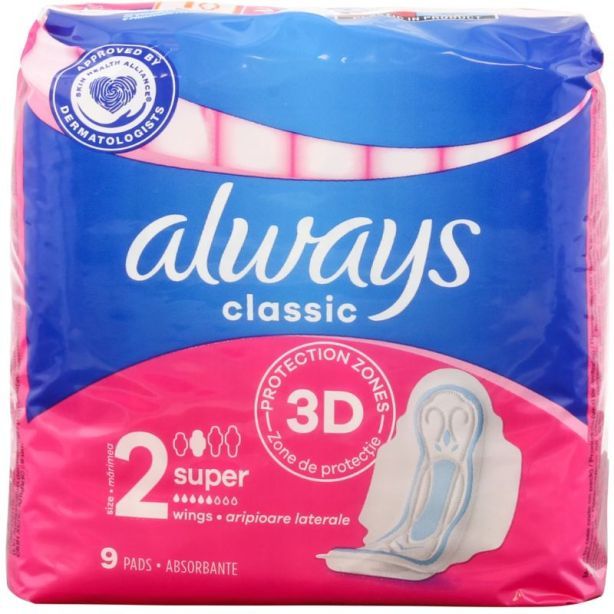 APPROVED BY
SKIN HEALTH ALLIANCE
DERMATOLOGISTS
always
classic
PROTECTION ZONES
3D
zone de protecție
size • mărimea
2
super
wings • aripioare laterale
9 PADS • ABSORBANTE